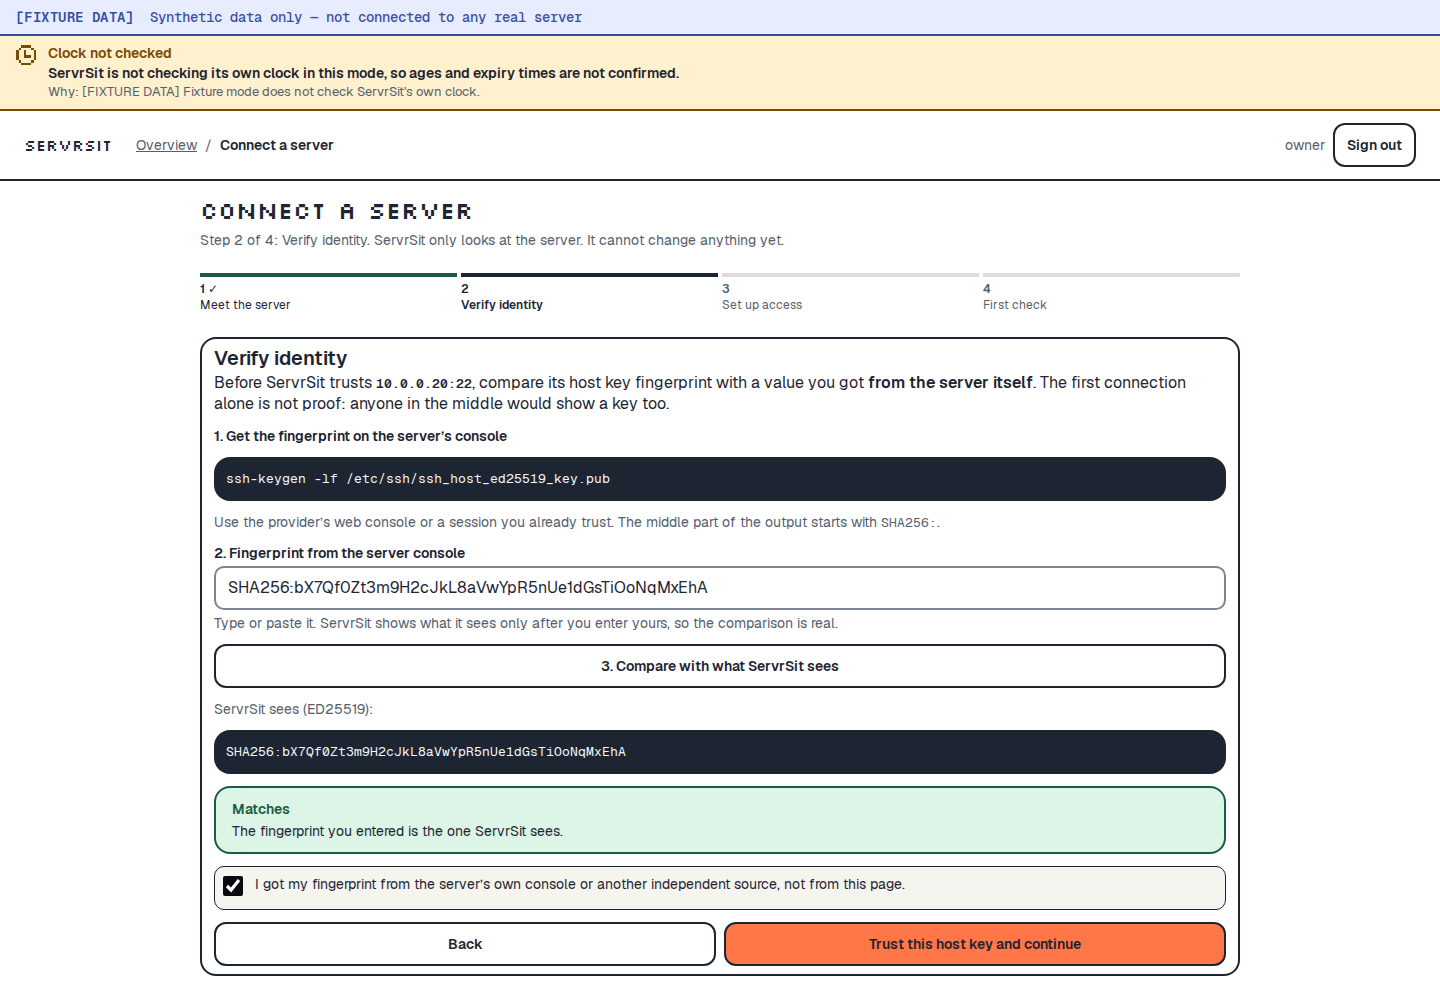 [FIXTURE DATA] Synthetic data only — not connected to any real server
Clock not checked
ServrSit is not checking its own clock in this mode, so ages and expiry times are not confirmed.
Why: [FIXTURE DATA] Fixture mode does not check ServrSit's own clock.
SERVRSIT
Overview / Connect a server
owner
Sign out
CONNECT A SERVER
Step 2 of 4: Verify identity. ServrSit only looks at the server. It cannot change anything yet.
1 ✓
Meet the server
2
Verify identity
3
Set up access
4
First check
Verify identity
Before ServrSit trusts 10.0.0.20:22, compare its host key fingerprint with a value you got from the server itself. The first connection
alone is not proof: anyone in the middle would show a key too.
1. Get the fingerprint on the server's console
ssh-keygen -lf /etc/ssh/ssh_host_ed25519_key.pub
Use the provider's web console or a session you already trust. The middle part of the output starts with SHA256:.
2. Fingerprint from the server console
SHA256:bX7Qf0Zt3m9H2cJkL8aVwYpR5nUe1dGsTiOoNqMxEhA
Type or paste it. ServrSit shows what it sees only after you enter yours, so the comparison is real.
3. Compare with what ServrSit sees
ServrSit sees (ED25519):
SHA256:bX7Qf0Zt3m9H2cJkL8aVwYpR5nUe1dGsTiOoNqMxEhA
Matches
The fingerprint you entered is the one ServrSit sees.
I got my fingerprint from the server's own console or another independent source, not from this page.
Back
Trust this host key and continue